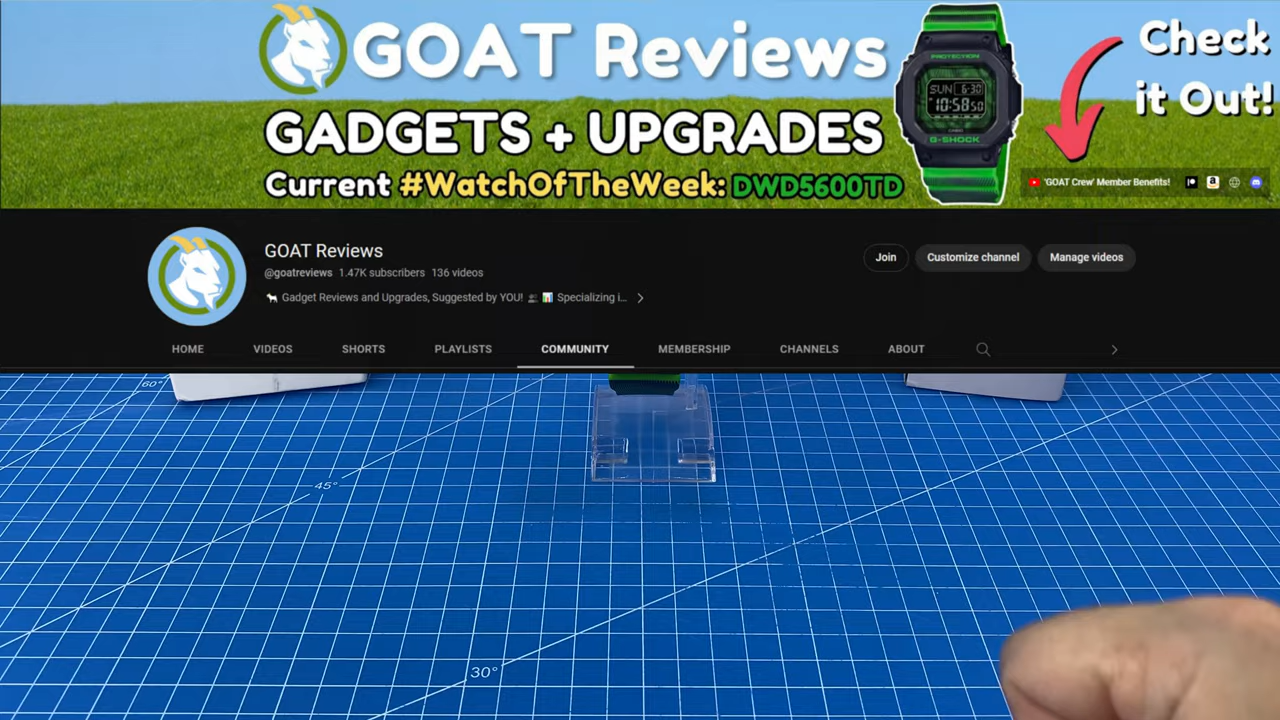 GOAT Reviews
GADGETS + UPGRADES
Current #WatchOfTheWeek: DWD5600TD
PROTECTION
SUN 6-30
10:58 50
CASIO
G-SHOCK
Check
it Out!
'GOAT Crew' Member Benefits!
GOAT Reviews
@goatreviews 1.47K subscribers 136 videos
Gadget Reviews and Upgrades, Suggested by YOU! Specializing i...
Join
Customize channel
Manage videos
HOME
VIDEOS
SHORTS
PLAYLISTS
COMMUNITY
MEMBERSHIP
CHANNELS
ABOUT
60°
45°
30°